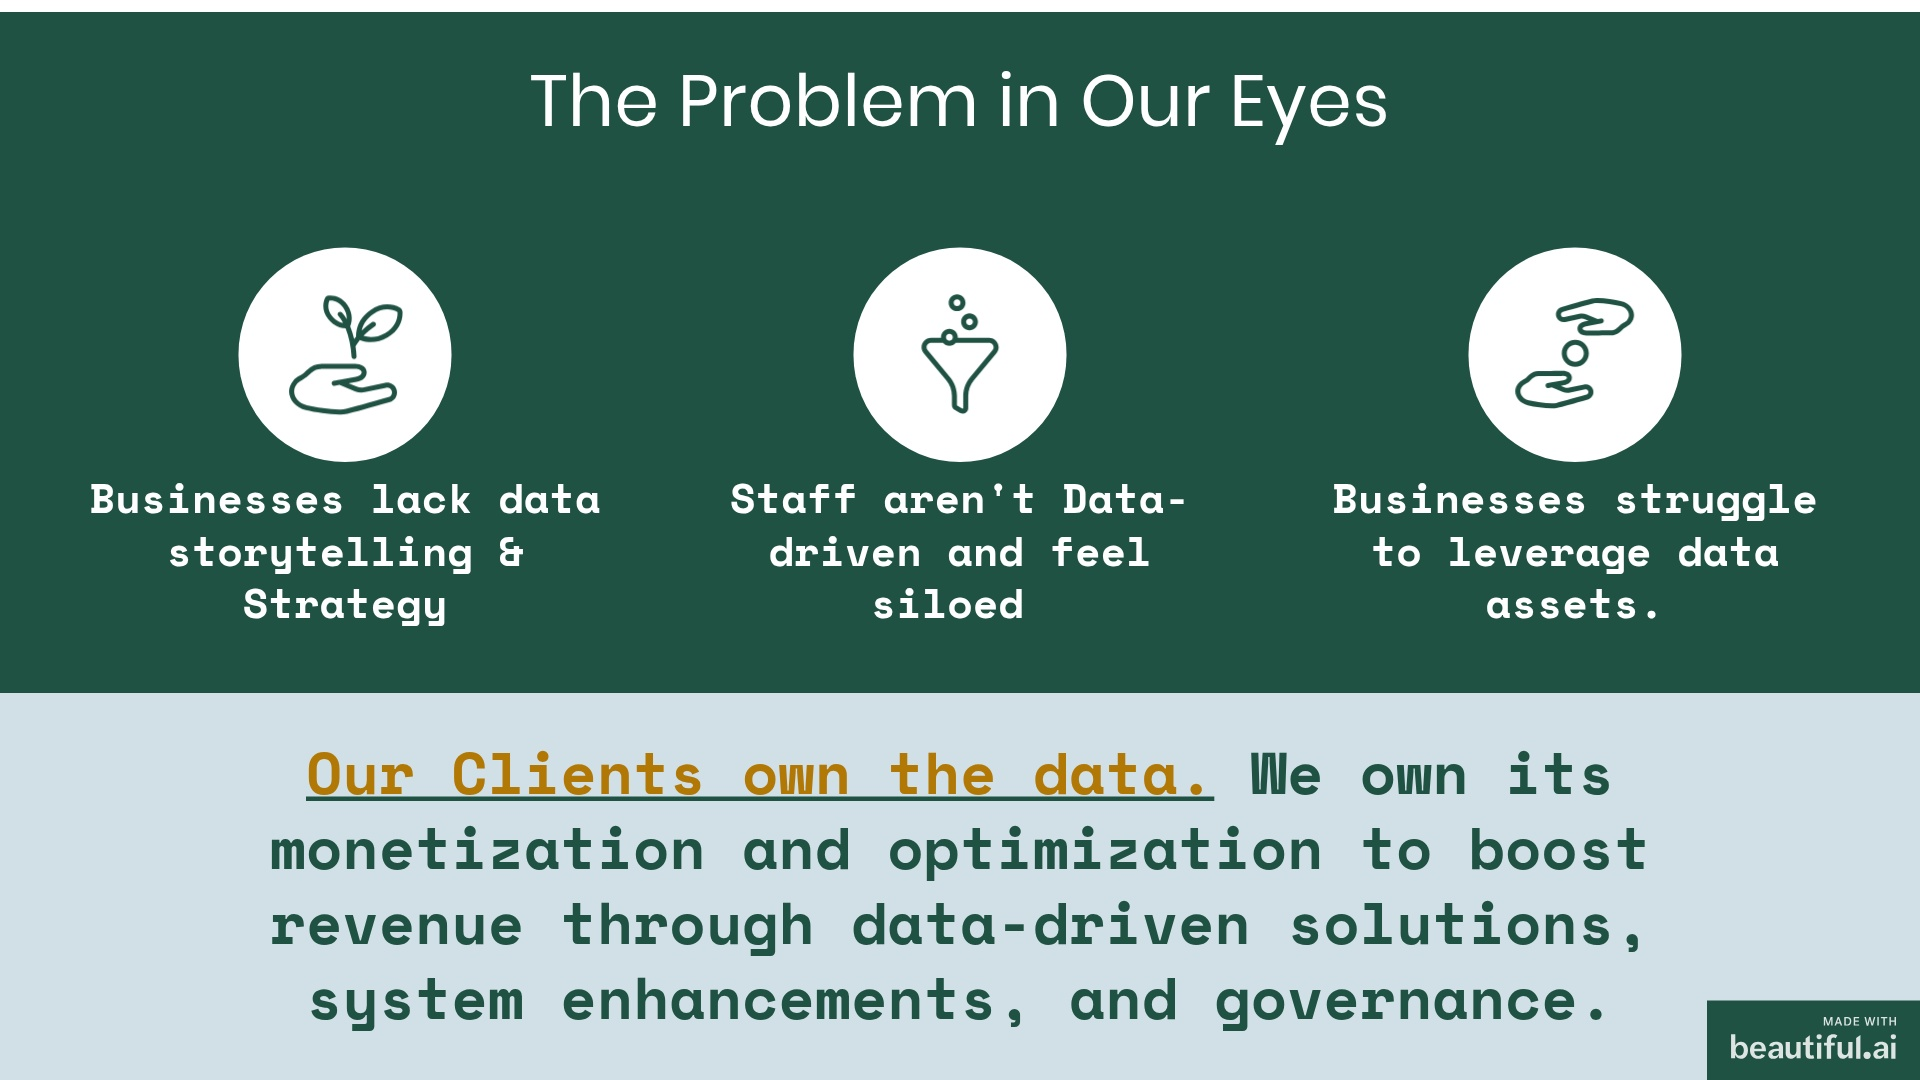 The Problem in Our Eyes
Businesses lack data
storytelling &
Strategy
Staff aren't Data-
driven and feel
siloed
Businesses struggle
to leverage data
assets.
Our Clients own the data. We own its
monetization and optimization to boost
revenue through data-driven solutions,
system enhancements, and governance.
MADE WITH
beautiful.ai